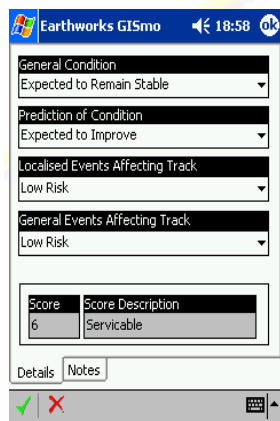 Earthworks GISmo 18:58 ok
General Condition
Expected to Remain Stable
Prediction of Condition
Expected to Improve
Localised Events Affecting Track
Low Risk
General Events Affecting Track
Low Risk
Score Score Description
6 Servicable
Details Notes